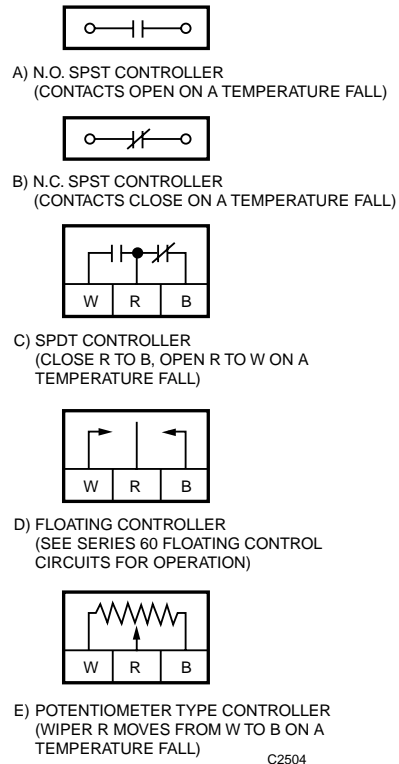 A) N.O. SPST CONTROLLER
(CONTACTS OPEN ON A TEMPERATURE FALL)
B) N.C. SPST CONTROLLER
(CONTACTS CLOSE ON A TEMPERATURE FALL)
W R B
C) SPDT CONTROLLER
(CLOSE R TO B, OPEN R TO W ON A
TEMPERATURE FALL)
W R B
D) FLOATING CONTROLLER
(SEE SERIES 60 FLOATING CONTROL
CIRCUITS FOR OPERATION)
W R B
E) POTENTIOMETER TYPE CONTROLLER
(WIPER R MOVES FROM W TO B ON A
TEMPERATURE FALL)
C2504